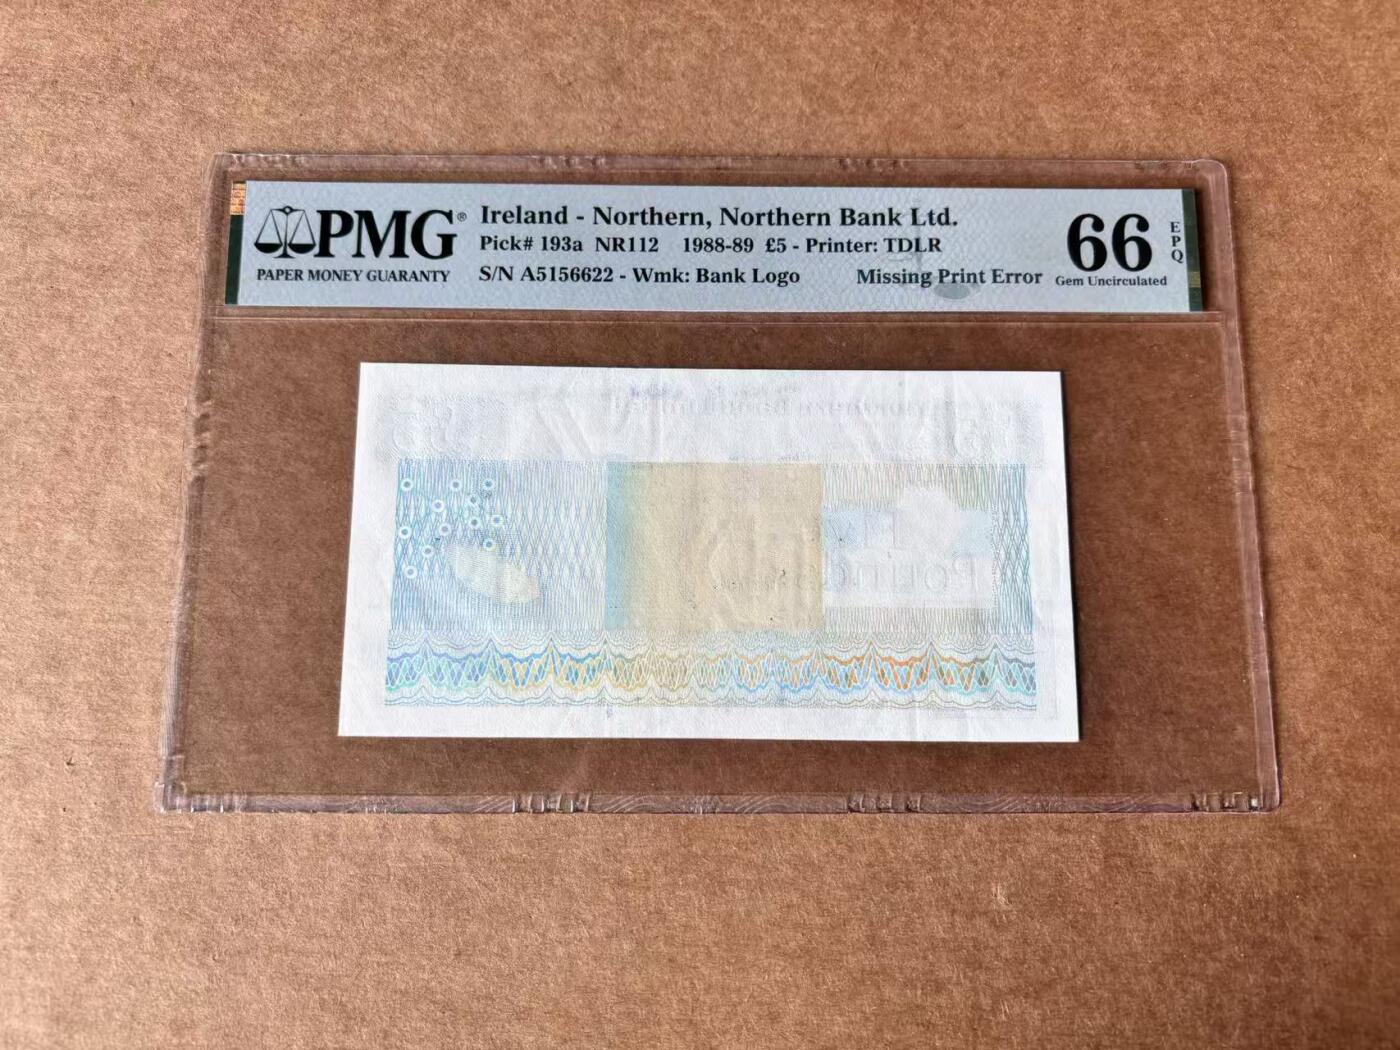 PMG®
PAPER MONEY GUARANTY
Ireland - Northern, Northern Bank Ltd.
Pick# 193a NR112 1988-89 £5 - Printer: TDLR
S/N A5156622 - Wmk: Bank Logo Missing Print Error
66
Gem Uncirculated
EPQ